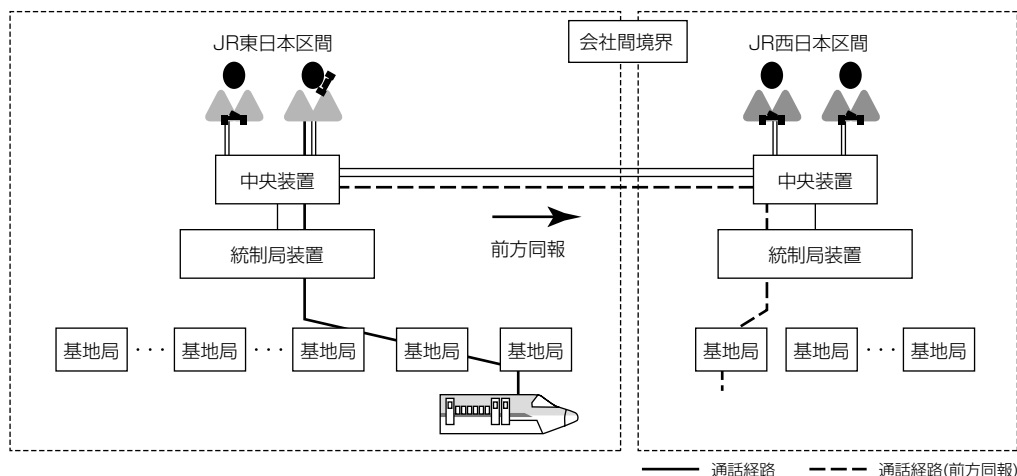 会社間境界
JR東日本区間
JR西日本区間
中央装置
中央装置
前方同報
統制局装置
統制局装置
基地局 ··· 基地局 ··· 基地局 基地局 基地局
基地局 基地局 ··· 基地局
通話経路 通話経路(前方同報)